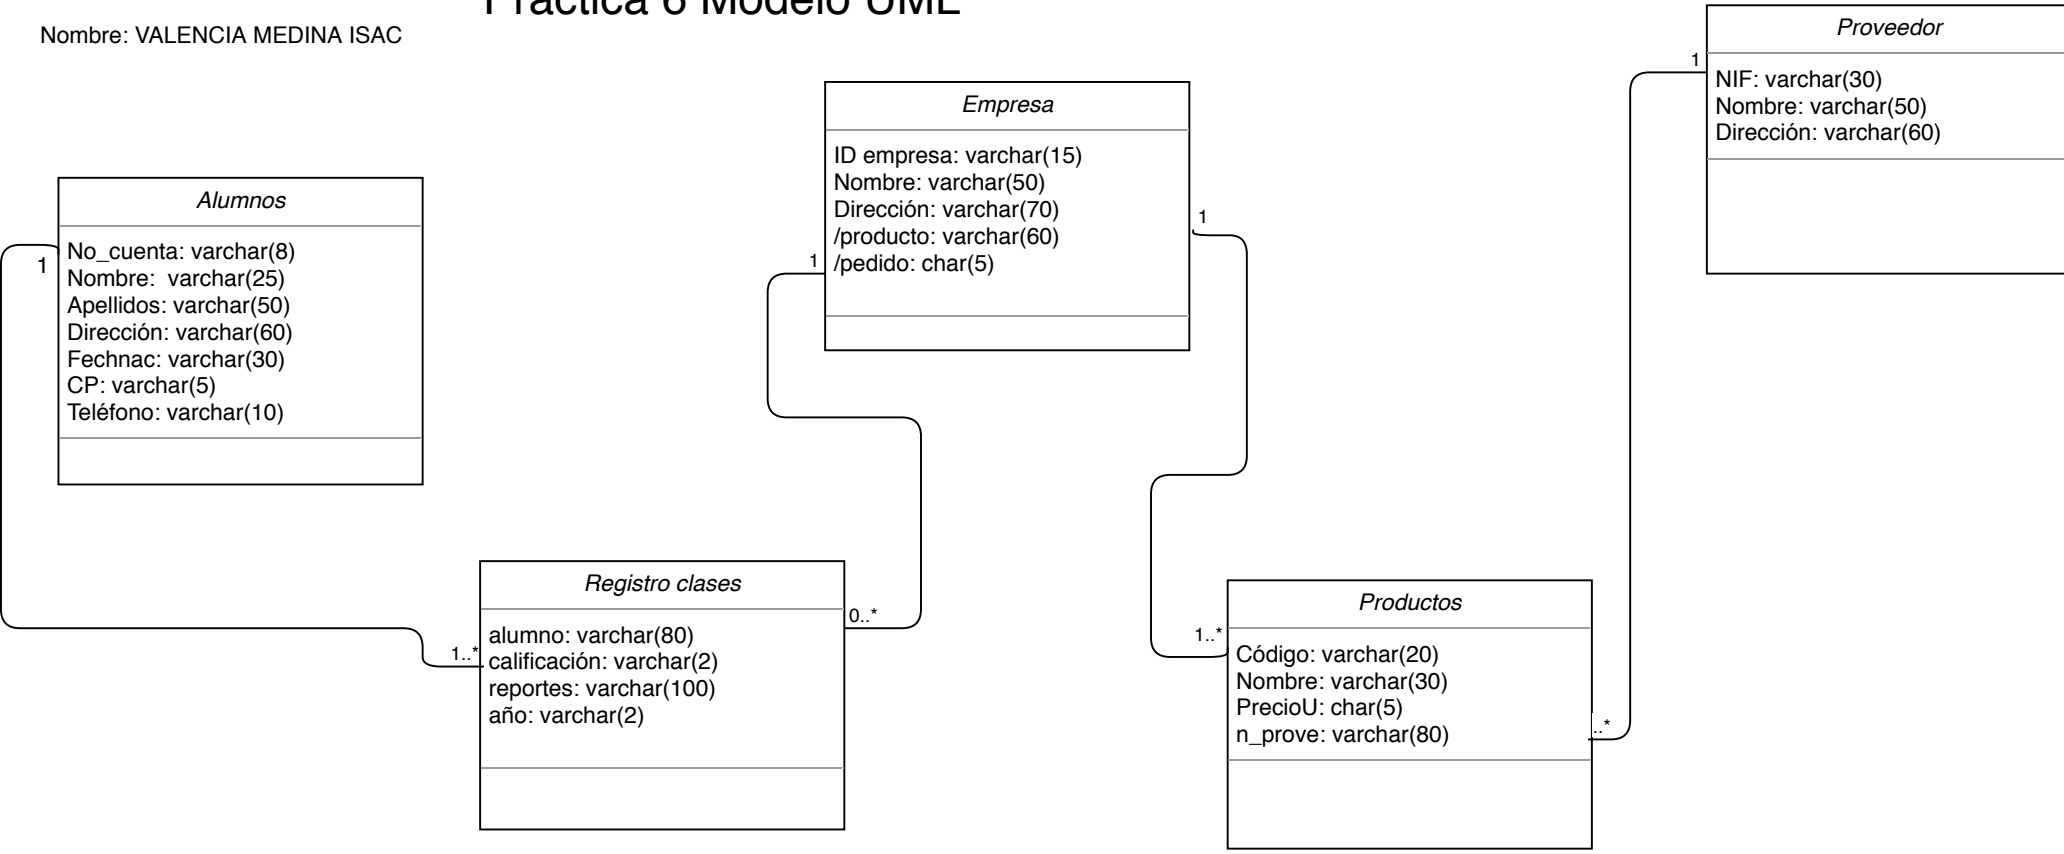 Práctica 6 Modelo UML
Nombre: VALENCIA MEDINA ISAC
Alumnos
No_cuenta: varchar(8)
Nombre:  varchar(25)
Apellidos: varchar(50)
Dirección: varchar(60)
Fechnac: varchar(30)
CP: varchar(5)
Teléfono: varchar(10)
1
1..*
Registro clases
alumno: varchar(80)
calificación: varchar(2)
reportes: varchar(100)
año: varchar(2)
0..*
1
Empresa
ID empresa: varchar(15)
Nombre: varchar(50)
Dirección: varchar(70)
/producto: varchar(60)
/pedido: char(5)
1
1..*
Productos
Código: varchar(20)
Nombre: varchar(30)
PrecioU: char(5)
n_prove: varchar(80)
..*
1
Proveedor
NIF: varchar(30)
Nombre: varchar(50)
Dirección: varchar(60)